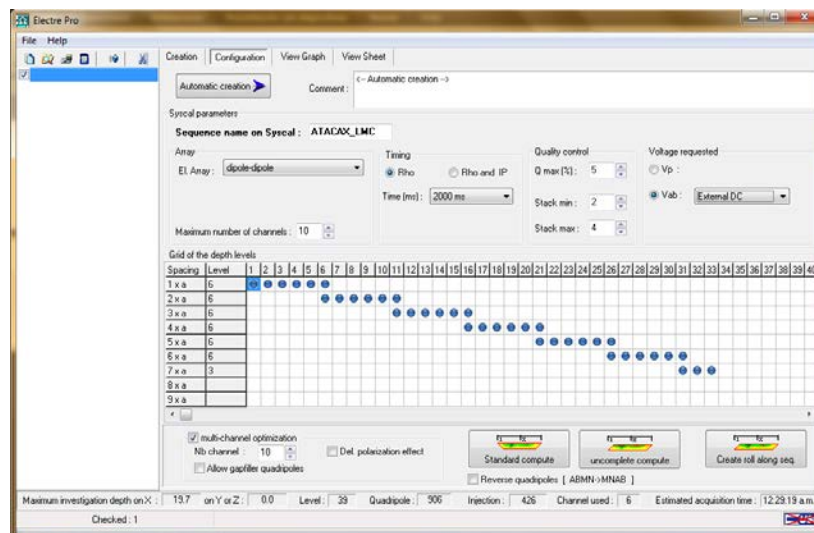 Electre Pro
File Help
Creation Configuration View Graph View Sheet
Automatic creation
Comment :
<-- Automatic creation -->
Syscal parameters
Sequence name on Syscal : ATACAX_LMC
Array
El. Array : dipole-dipole
Maximum number of channels : 10
Timing
Rho Rho and IP
Time (ms) : 2000 ms
Quality control
Q max (%) : 5
Stack min : 2
Stack max : 4
Voltage requested
Vp :
Vab : External DC
Grid of the depth levels
Spacing Level 1 2 3 4 5 6 7 8 9 10 11 12 13 14 15 16 17 18 19 20 21 22 23 24 25 26 27 28 29 30 31 32 33 34 35 36 37 38 39 40
1 x a 6
2 x a 6
3 x a 6
4 x a 6
5 x a 6
6 x a 6
7 x a 3
8 x a
9 x a
multi-channel optimization
Nb channel : 10
Allow gapfiller quadripoles
Del. polarization effect
Standard compute
uncomplete compute
Create roll along seq.
Reverse quadripoles [ ABMN->MNAB ]
Maximum investigation depth on X : 19.7 on Y or Z : 0.0 Level : 39 Quadripole : 906 Injection : 426 Channel used : 6 Estimated acquisition time : 12:29:19 a.m.
Checked : 1